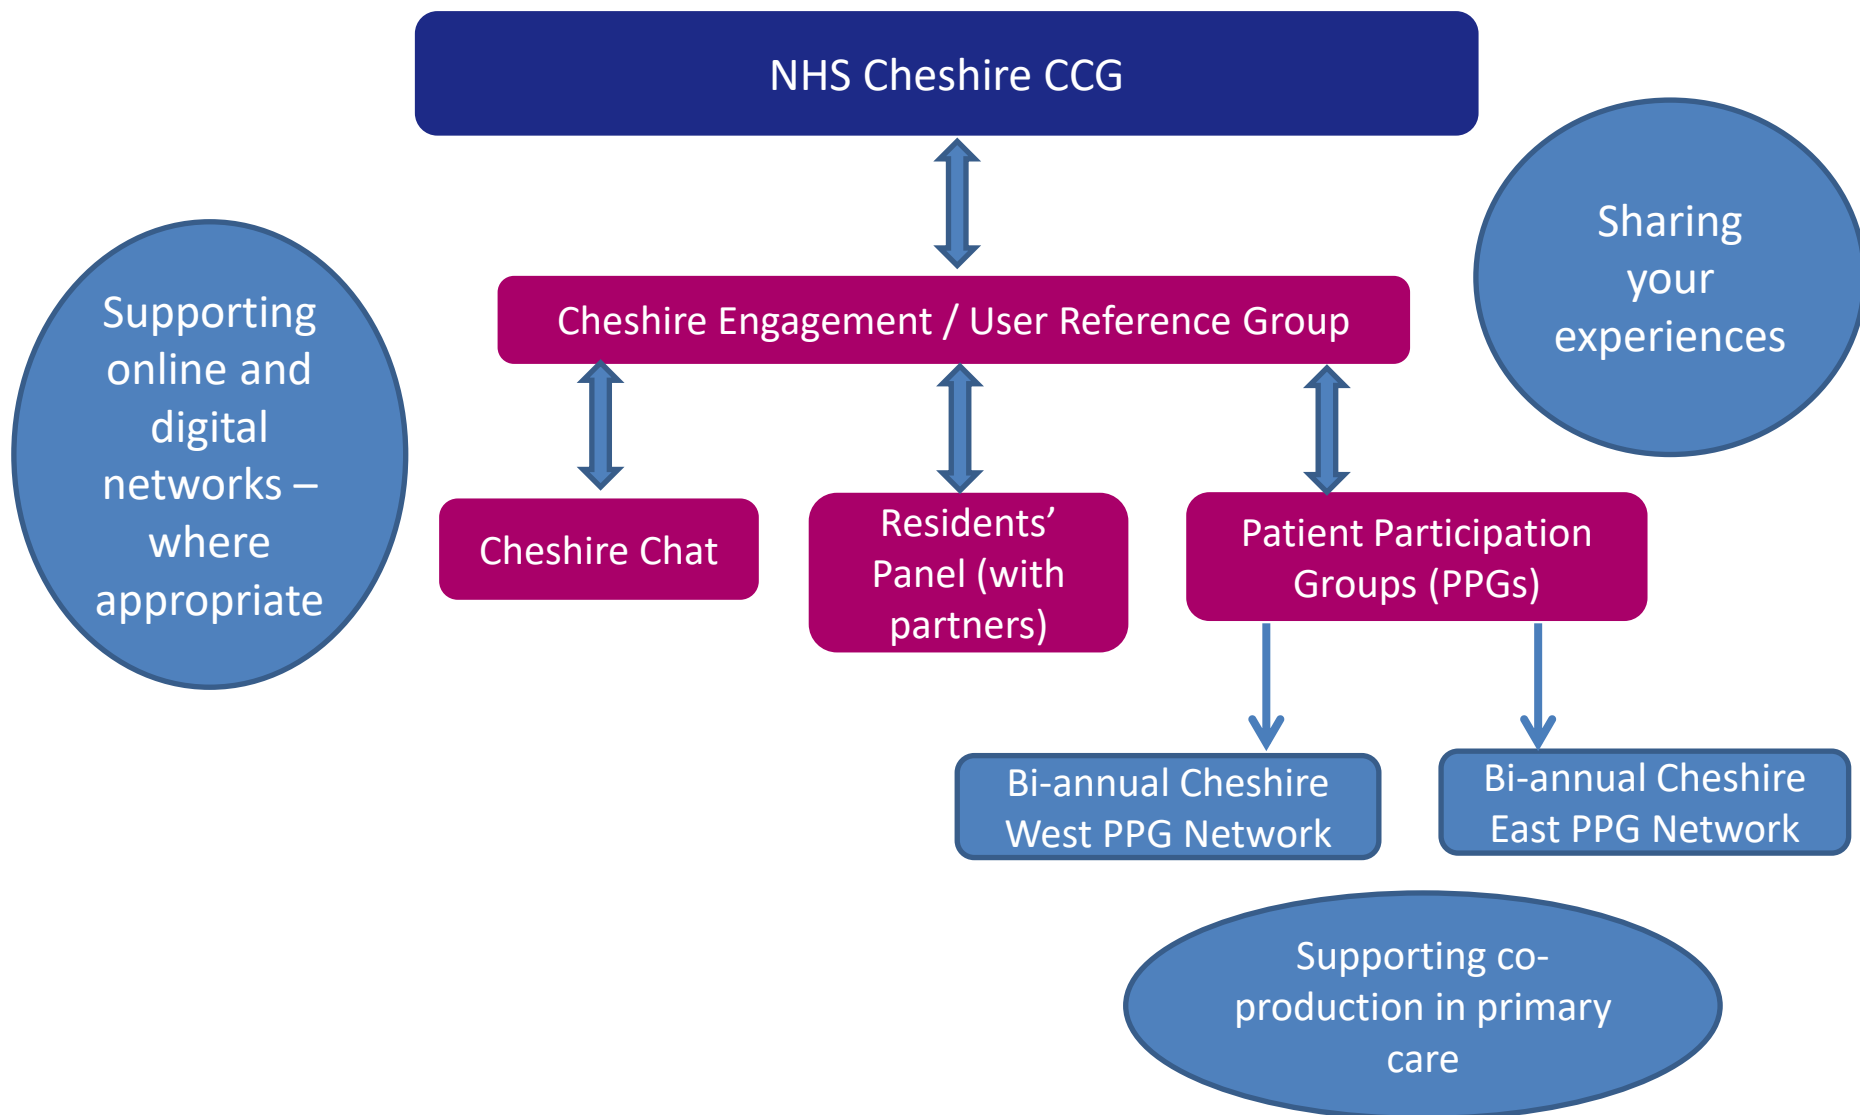 NHS Cheshire CCG
Sharing
your
experiences
Supporting
online and
digital
networks –
where
appropriate
Cheshire Engagement / User Reference Group
Cheshire Chat
Residents’
Panel (with
partners)
Patient Participation
Groups (PPGs)
Bi-annual Cheshire
West PPG Network
Bi-annual Cheshire
East PPG Network
Supporting co-
production in primary
care